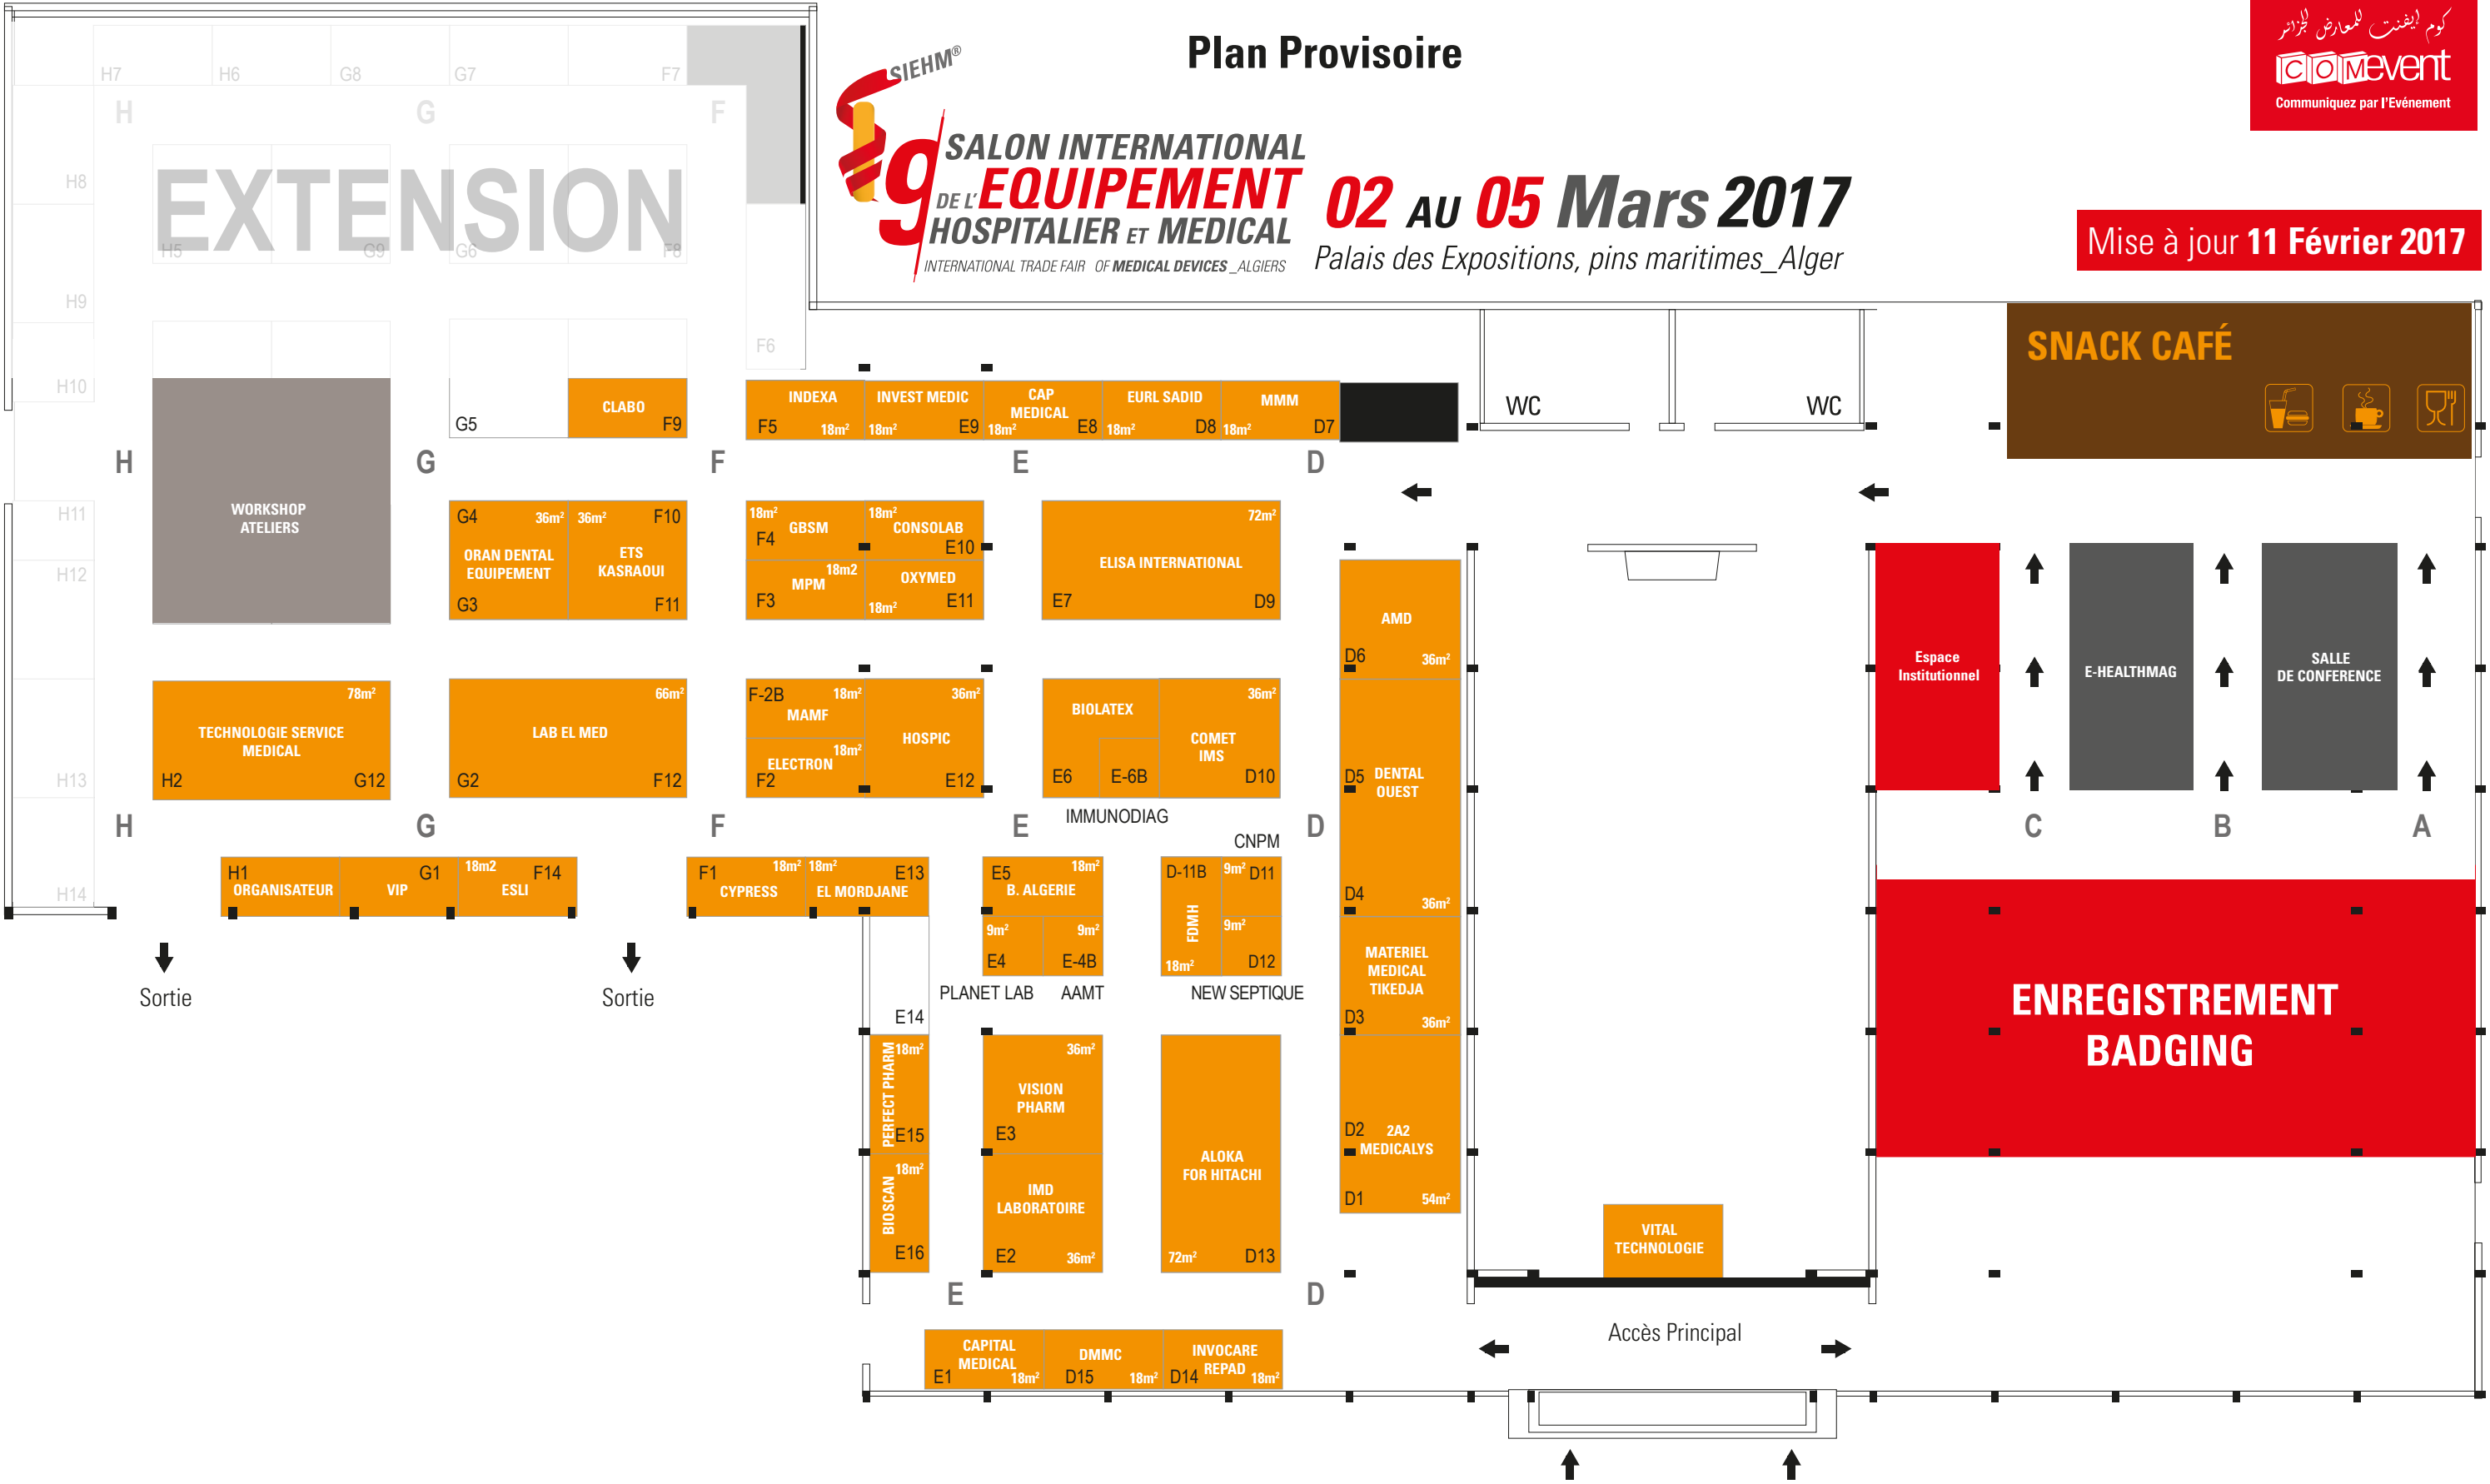 Plan Provisoire
كوم إيفنت للمعارض الجزائر
COMevent
Communiquez par l'Evénement
SIEHM®
SALON INTERNATIONAL
DE L'EQUIPEMENT
HOSPITALIER ET MEDICAL
INTERNATIONAL TRADE FAIR OF MEDICAL DEVICES_ALGIERS
02 AU 05 Mars 2017
Palais des Expositions, pins maritimes_Alger
Mise à jour 11 Février 2017
H7 H6 G8 G7 F7
H G F
H8
EXTENSION
H5 G9 G6 F8
H9
F6
H10
SNACK CAFÉ
WC WC
G5
CLABO
F9
INDEXA
F5 18m²
INVEST MEDIC
18m² E9
CAP
MEDICAL
18m² E8
EURL SADID
18m² D8
MMM
18m² D7
H G F E D
H11
H12
WORKSHOP
ATELIERS
G4 36m²
ORAN DENTAL
EQUIPEMENT
G3
36m² F10
ETS
KASRAOUI
F11
18m²
GBSM
F4
18m²
CONSOLAB
E10
18m2
MPM
F3
OXYMED
18m² E11
72m²
ELISA INTERNATIONAL
E7 D9
AMD
D6 36m²
Espace
Institutionnel
E-HEALTHMAG
SALLE
DE CONFERENCE
78m²
TECHNOLOGIE SERVICE
MEDICAL
H2 G12
66m²
LAB EL MED
G2 F12
F-2B 18m²
MAMF
18m²
ELECTRON
F2
36m²
HOSPIC
E12
BIOLATEX
E6 E-6B
IMMUNODIAG
36m²
COMET
IMS
D10
D5 DENTAL
OUEST
D4 36m²
H13
H G F E D C B A
H14
H1
ORGANISATEUR
G1
VIP
18m2 F14
ESLI
F1 18m²
CYPRESS
18m² E13
EL MORDJANE
E5 18m²
B. ALGERIE
9m² 9m²
E4 E-4B
PLANET LAB AAMT
CNPM
D-11B 9m² D11
FDMH
18m²
9m²
D12
NEW SEPTIQUE
MATERIEL
MEDICAL
TIKEDJA
D3 36m²
ENREGISTREMENT
BADGING
Sortie Sortie
E14
18m²
PERFECT PHARM
E15
18m²
BIOSCAN
E16
36m²
VISION
PHARM
E3
IMD
LABORATOIRE
E2 36m²
ALOKA
FOR HITACHI
72m² D13
D2 2A2
MEDICALYS
D1 54m²
VITAL
TECHNOLOGIE
E D
Accès Principal
CAPITAL
MEDICAL
E1 18m²
DMMC
D15 18m²
INVOCARE
REPAD
D14 18m²